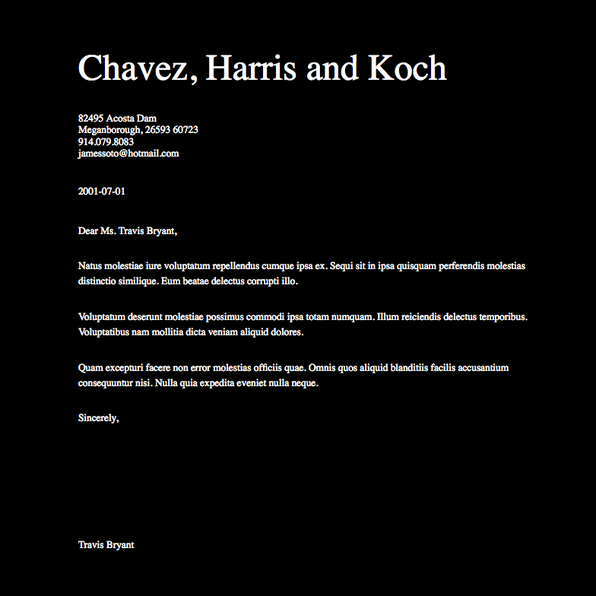 Chavez, Harris and Koch
82495 Acosta Dam
Meganborough, 26593 60723
914.079.8083
jamessoto@hotmail.com
2001-07-01
Dear Ms. Travis Bryant,
Natus molestiae iure voluptatum repellendus cumque ipsa ex. Sequi sit in ipsa quisquam perferendis molestias
distinctio similique. Eum beatae delectus corrupti illo.
Voluptatum deserunt molestiae possimus commodi ipsa totam numquam. Illum reiciendis delectus temporibus.
Voluptatibus nam mollitia dicta veniam aliquid dolores.
Quam excepturi facere non error molestias officiis quae. Omnis quos aliquid blanditiis facilis accusantium
consequuntur nisi. Nulla quia expedita eveniet nulla neque.
Sincerely,
Travis Bryant